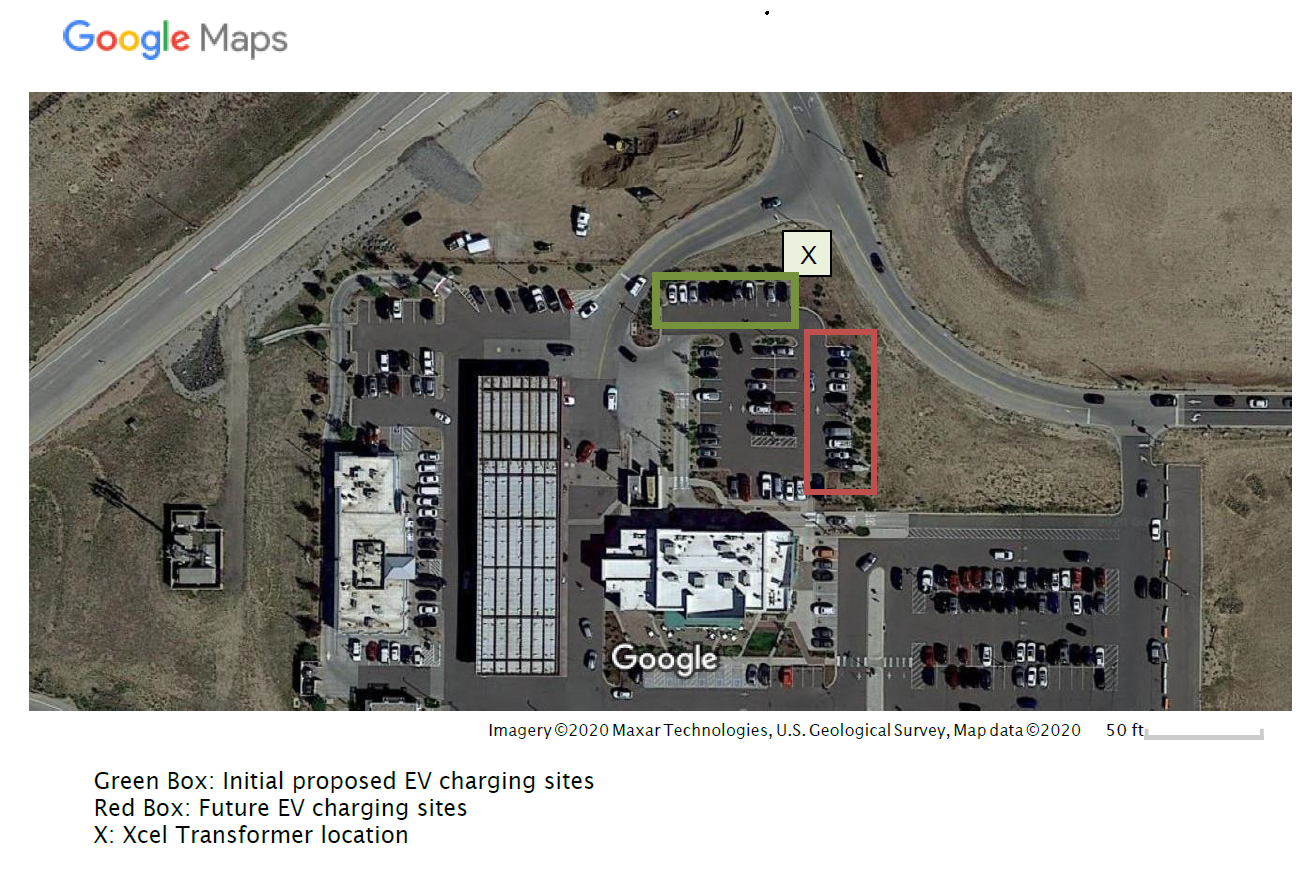 Google Maps
X
Google
Imagery ©2020 Maxar Technologies, U.S. Geological Survey, Map data ©2020 50 ft
Green Box: Initial proposed EV charging sites
Red Box: Future EV charging sites
X: Xcel Transformer location